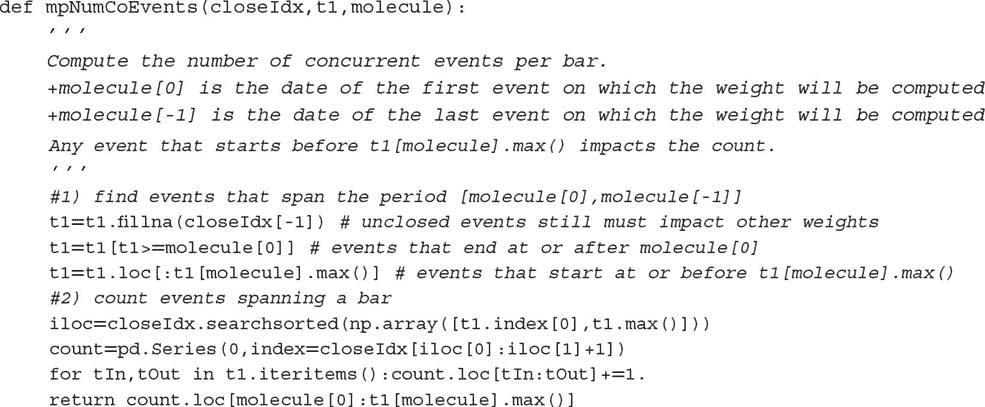 def mpNumCoEvents(closeIdx,t1,molecule):
'''
Compute the number of concurrent events per bar.
+molecule[0] is the date of the first event on which the weight will be computed
+molecule[-1] is the date of the last event on which the weight will be computed
Any event that starts before t1[molecule].max() impacts the count.
'''
#1) find events that span the period [molecule[0],molecule[-1]]
t1=t1.fillna(closeIdx[-1]) # unclosed events still must impact other weights
t1=t1[t1>=molecule[0]] # events that end at or after molecule[0]
t1=t1.loc[:t1[molecule].max()] # events that start at or before t1[molecule].max()
#2) count events spanning a bar
iloc=closeIdx.searchsorted(np.array([t1.index[0],t1.max()]))
count=pd.Series(0,index=closeIdx[iloc[0]:iloc[1]+1])
for tIn,tOut in t1.iteritems():count.loc[tIn:tOut]+=1.
return count.loc[molecule[0]:t1[molecule].max()]